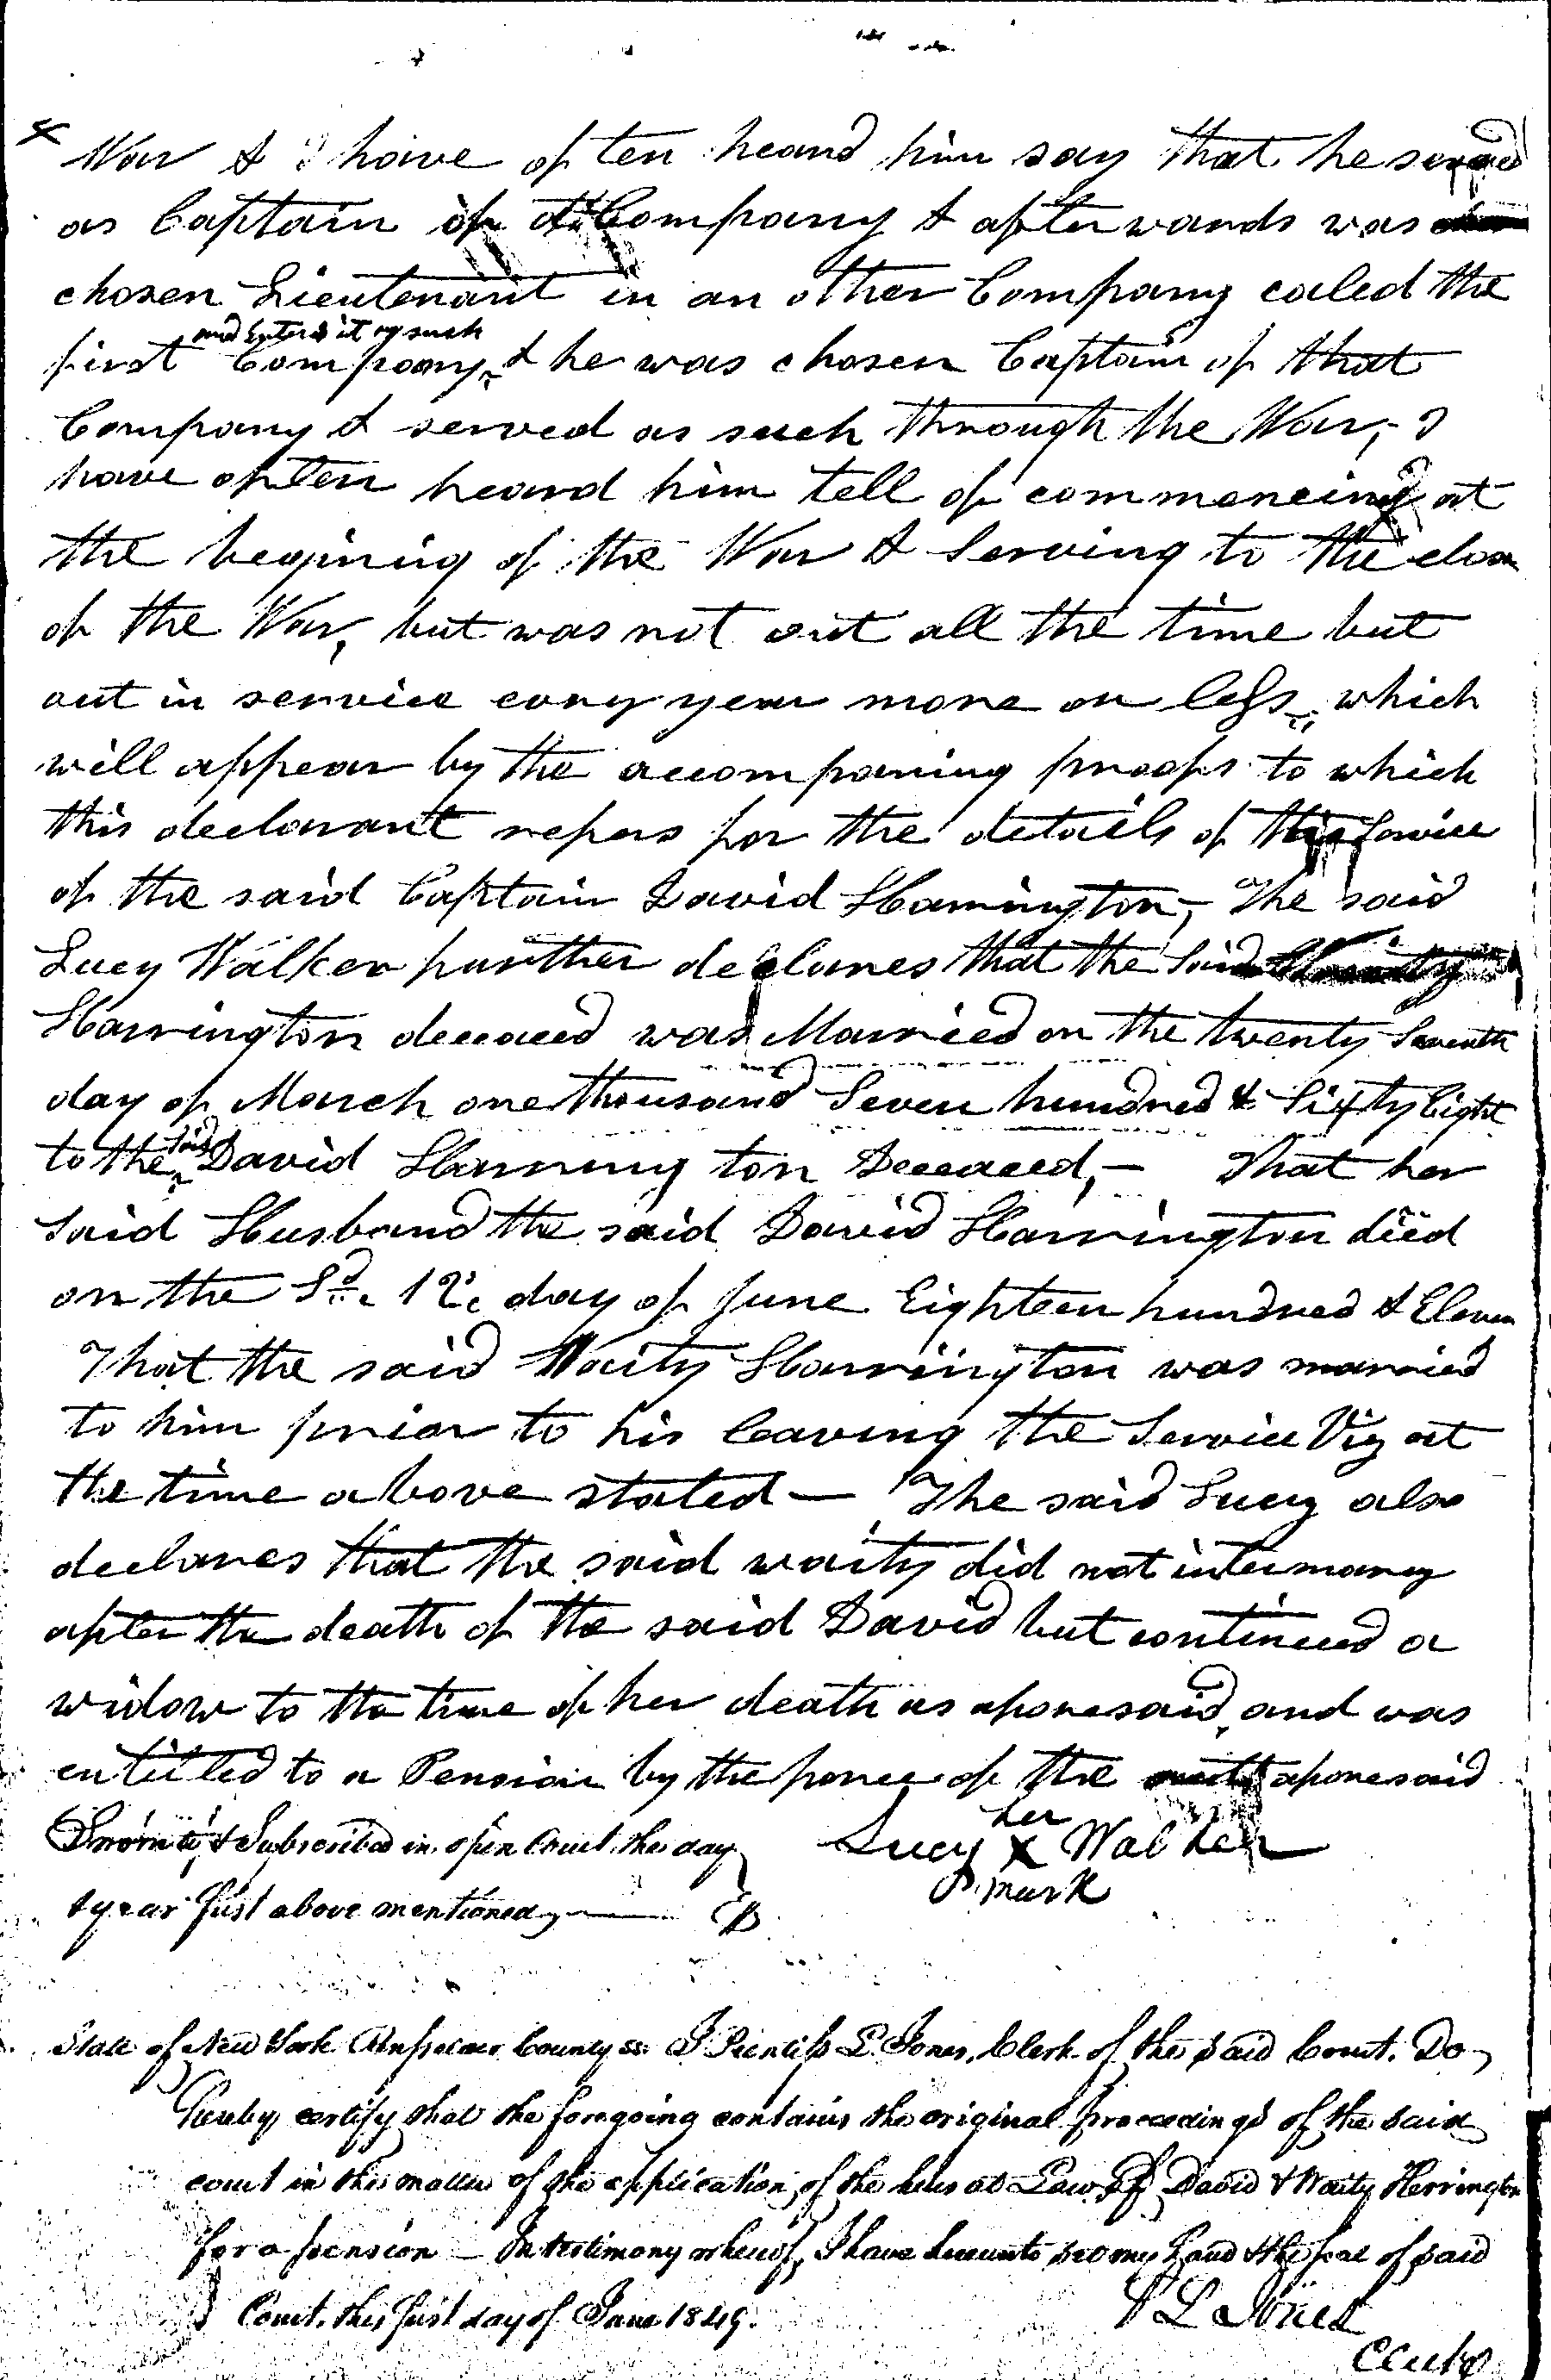 War & I have often heard him say that he served
as Captain of a Company & afterwards was
chosen Lieutenant in an other Company caled the
and Enterd it as such
first Company, & he was chosen Captain of that
Company & served as such through the War, I
have often heard him tell of commencing at
the begining of the War & Serving to the close
of the War, but was not out all the time but
out in service evry year more or less, which
will appear by the accompaning proofs to which
this declarant refers for the details of the Service
of the said Captain David Harrington, The said
Lucy Walker further declares that the Said Waity
Harrington deceaced was Married on the twenty Seventh
day of March one thousand Seven hundred & Sixty Eight
to the said David Harrington Deceaced, — That her
Said Husband the said David Harrington died
on the Sd. 12. day of June Eighteen hundred & Eleven
That the said Waity Harrington was married
to him prior to his leaving the Service Viz at
the time above stated — The said Lucy also
declares that the said waity did not intermarry
after the death of the said David but continued a
widow to the time of her death as aforesaid, and was
entitled to a Pension by the force of the aforesaid
Sworn to & Subscribed in open Court the day
& year first above mentioned
her
Lucy X Walker
mark
State of New York Rensselaer County ss. I Prentiss L Jones, Clerk of the said Court. Do
hereby certify that the foregoing contains the original proceedings of the said
court in the matter of the application of the heirs at Law of David & Waity Herrington
for a pension — In testimony whereof, I have hereunto set my hand & the seal of said
Court, this first day of June 1849.
P L Jones
Clerk